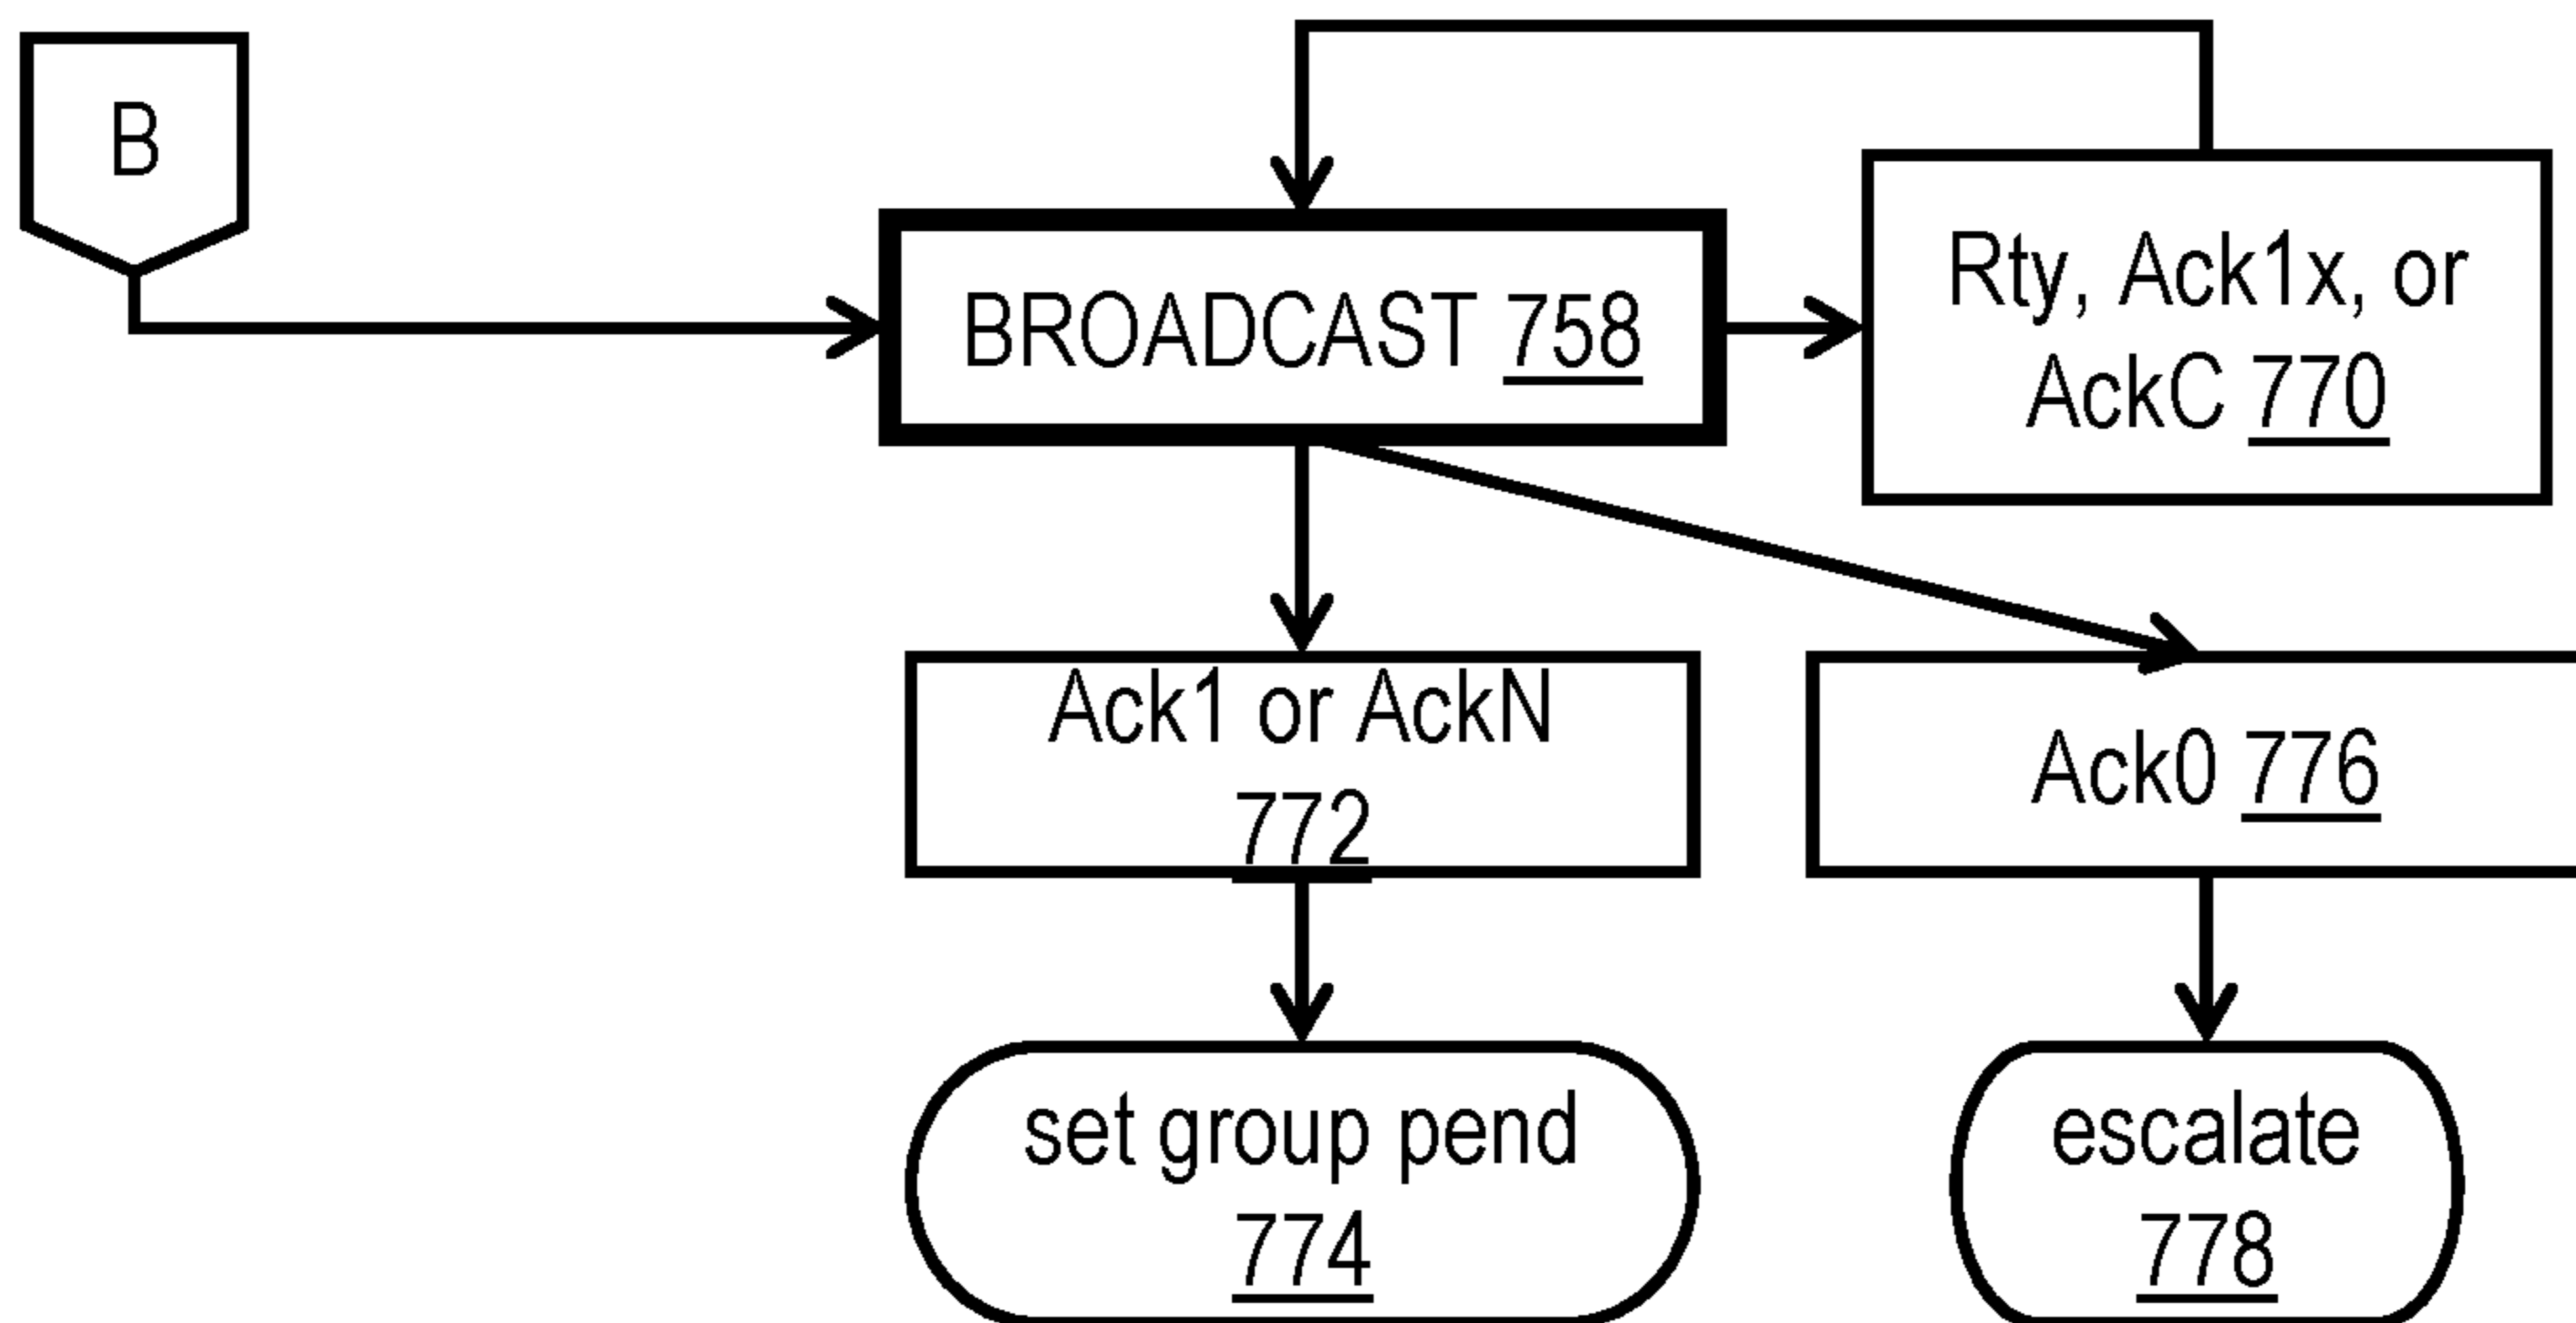 B
BROADCAST 758
Rty, Ack1x, or
AckC 770
Ack1 or AckN
772
Ack0 776
set group pend
774
escalate
778